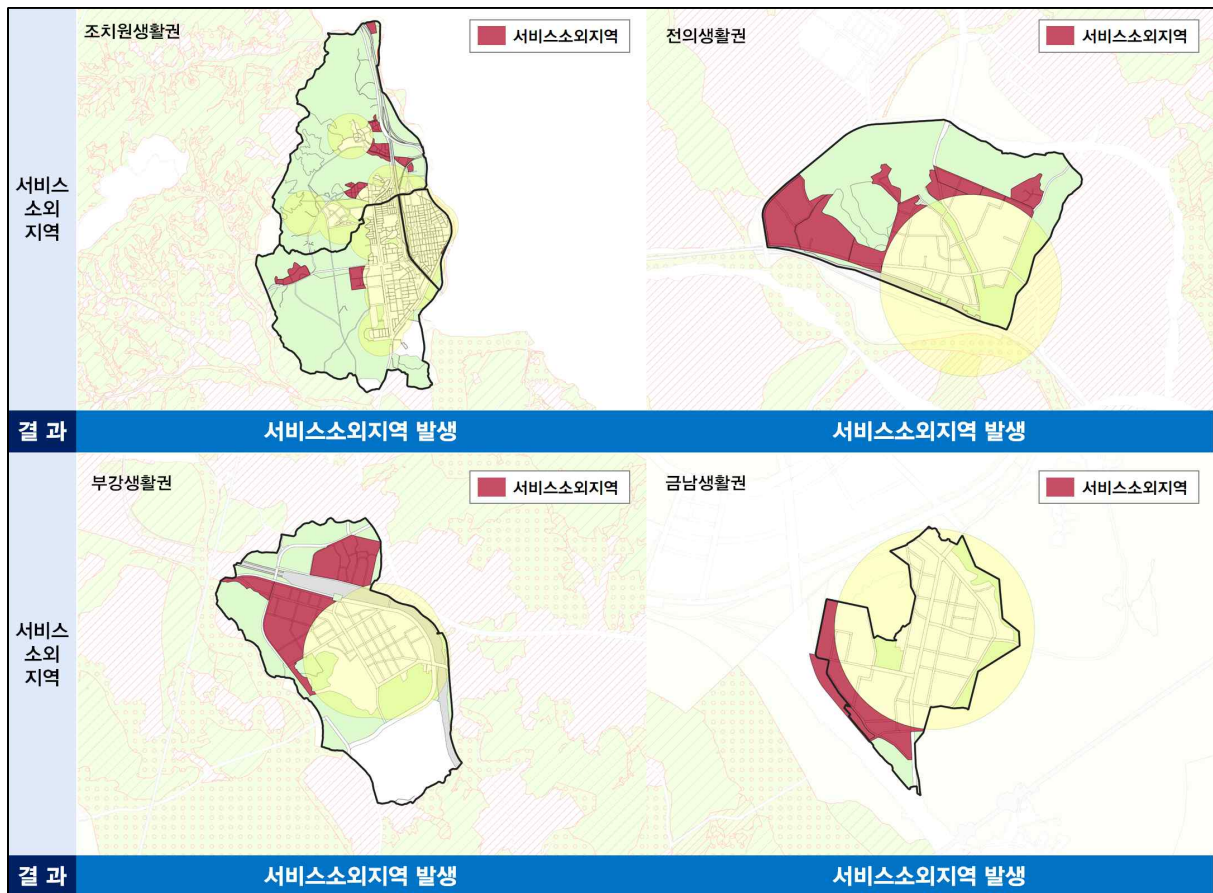 조치원생활권
서비스소외지역
전의생활권
서비스소외지역
서비스
소외
지역
결 과
서비스소외지역 발생
서비스소외지역 발생
부강생활권
서비스소외지역
금남생활권
서비스소외지역
서비스
소외
지역
결 과
서비스소외지역 발생
서비스소외지역 발생